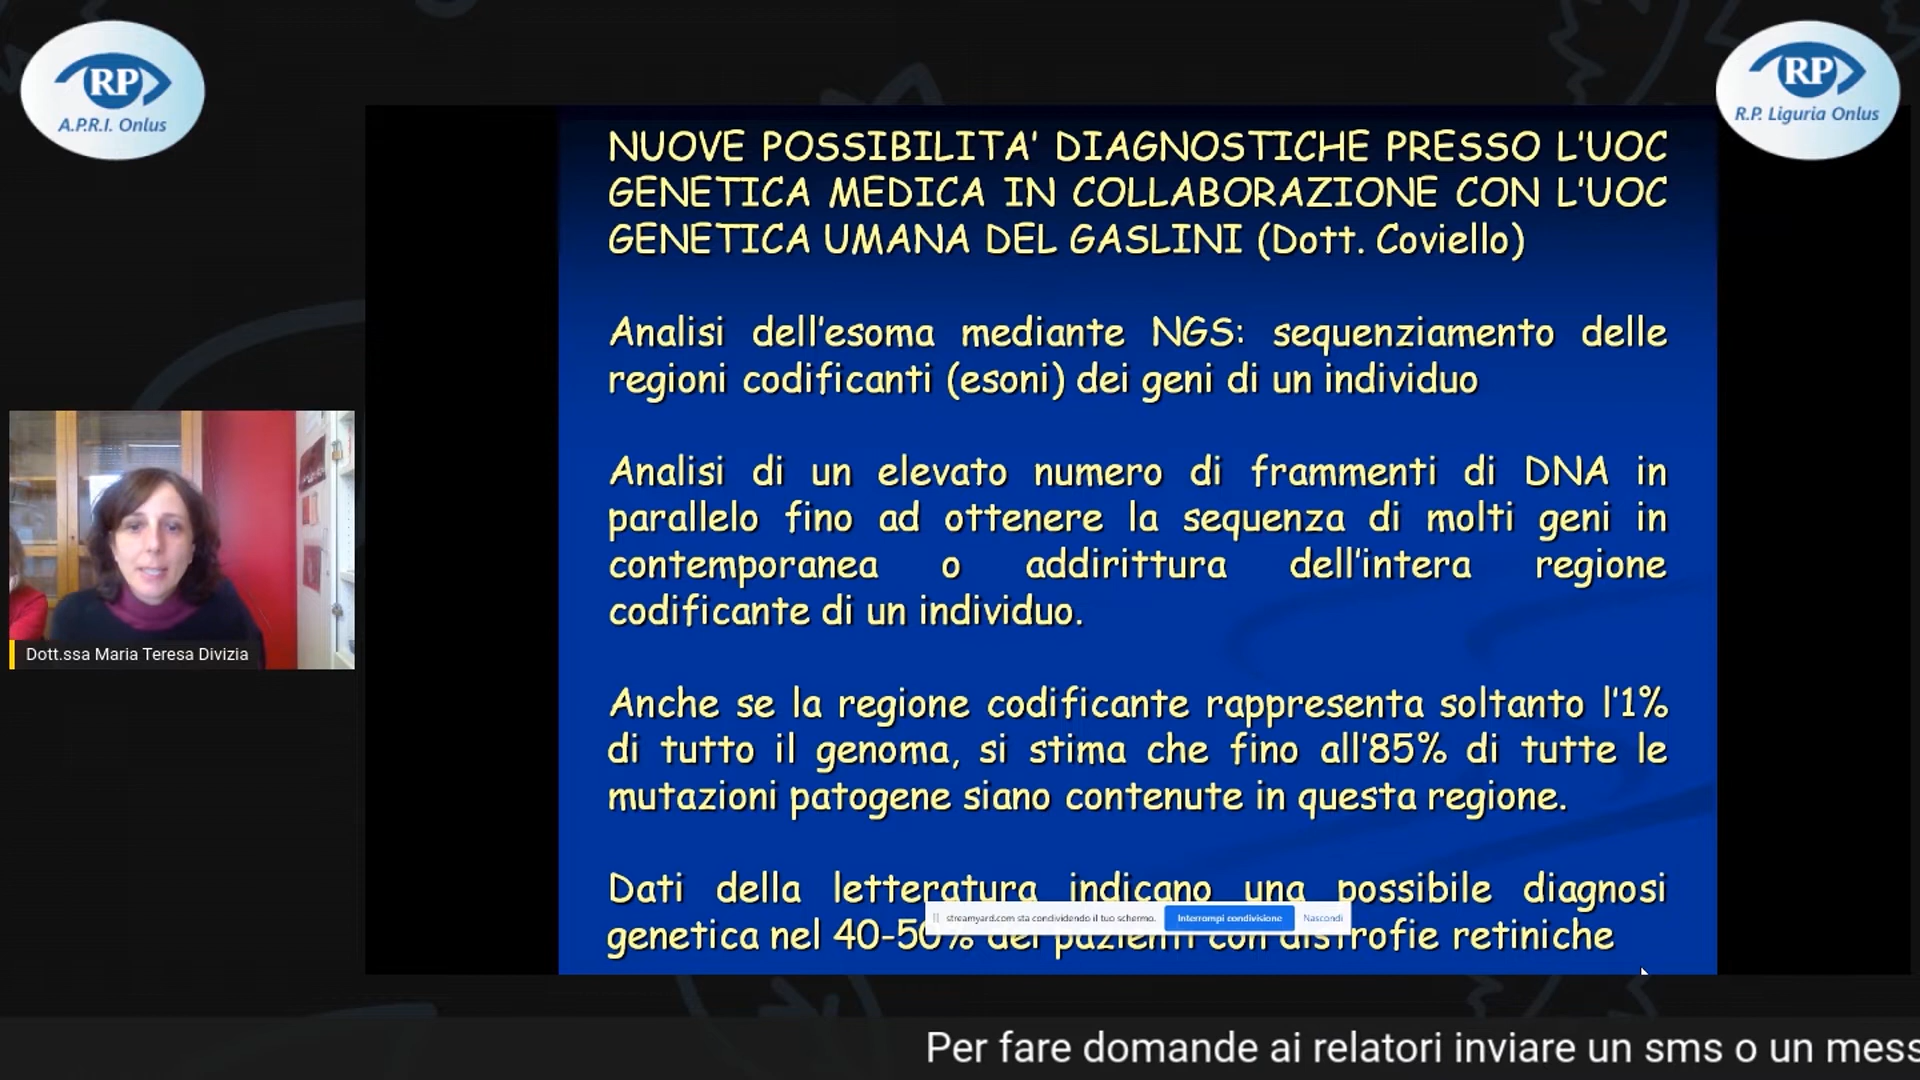 RP
A.P.R.I. Onlus
RP
R.P. Liguria Onlus
NUOVE POSSIBILITA' DIAGNOSTICHE PRESSO L'UOC
GENETICA MEDICA IN COLLABORAZIONE CON L'UOC
GENETICA UMANA DEL GASLINI (Dott. Coviello)
Analisi dell'esoma mediante NGS: sequenziamento delle
regioni codificanti (esoni) dei geni di un individuo
Analisi di un elevato numero di frammenti di DNA in
parallelo fino ad ottenere la sequenza di molti geni in
contemporanea o addirittura dell'intera regione
codificante di un individuo.
Anche se la regione codificante rappresenta soltanto l'1%
di tutto il genoma, si stima che fino all'85% di tutte le
mutazioni patogene siano contenute in questa regione.
Dati della letteratura indicano una possibile diagnosi
genetica nel 40-50% dei pazienti con distrofie retiniche
streamyard.com sta condividendo il tuo schermo. Interrompi condivisione Nascondi
Dott.ssa Maria Teresa Divizia
Per fare domande ai relatori inviare un sms o un mess